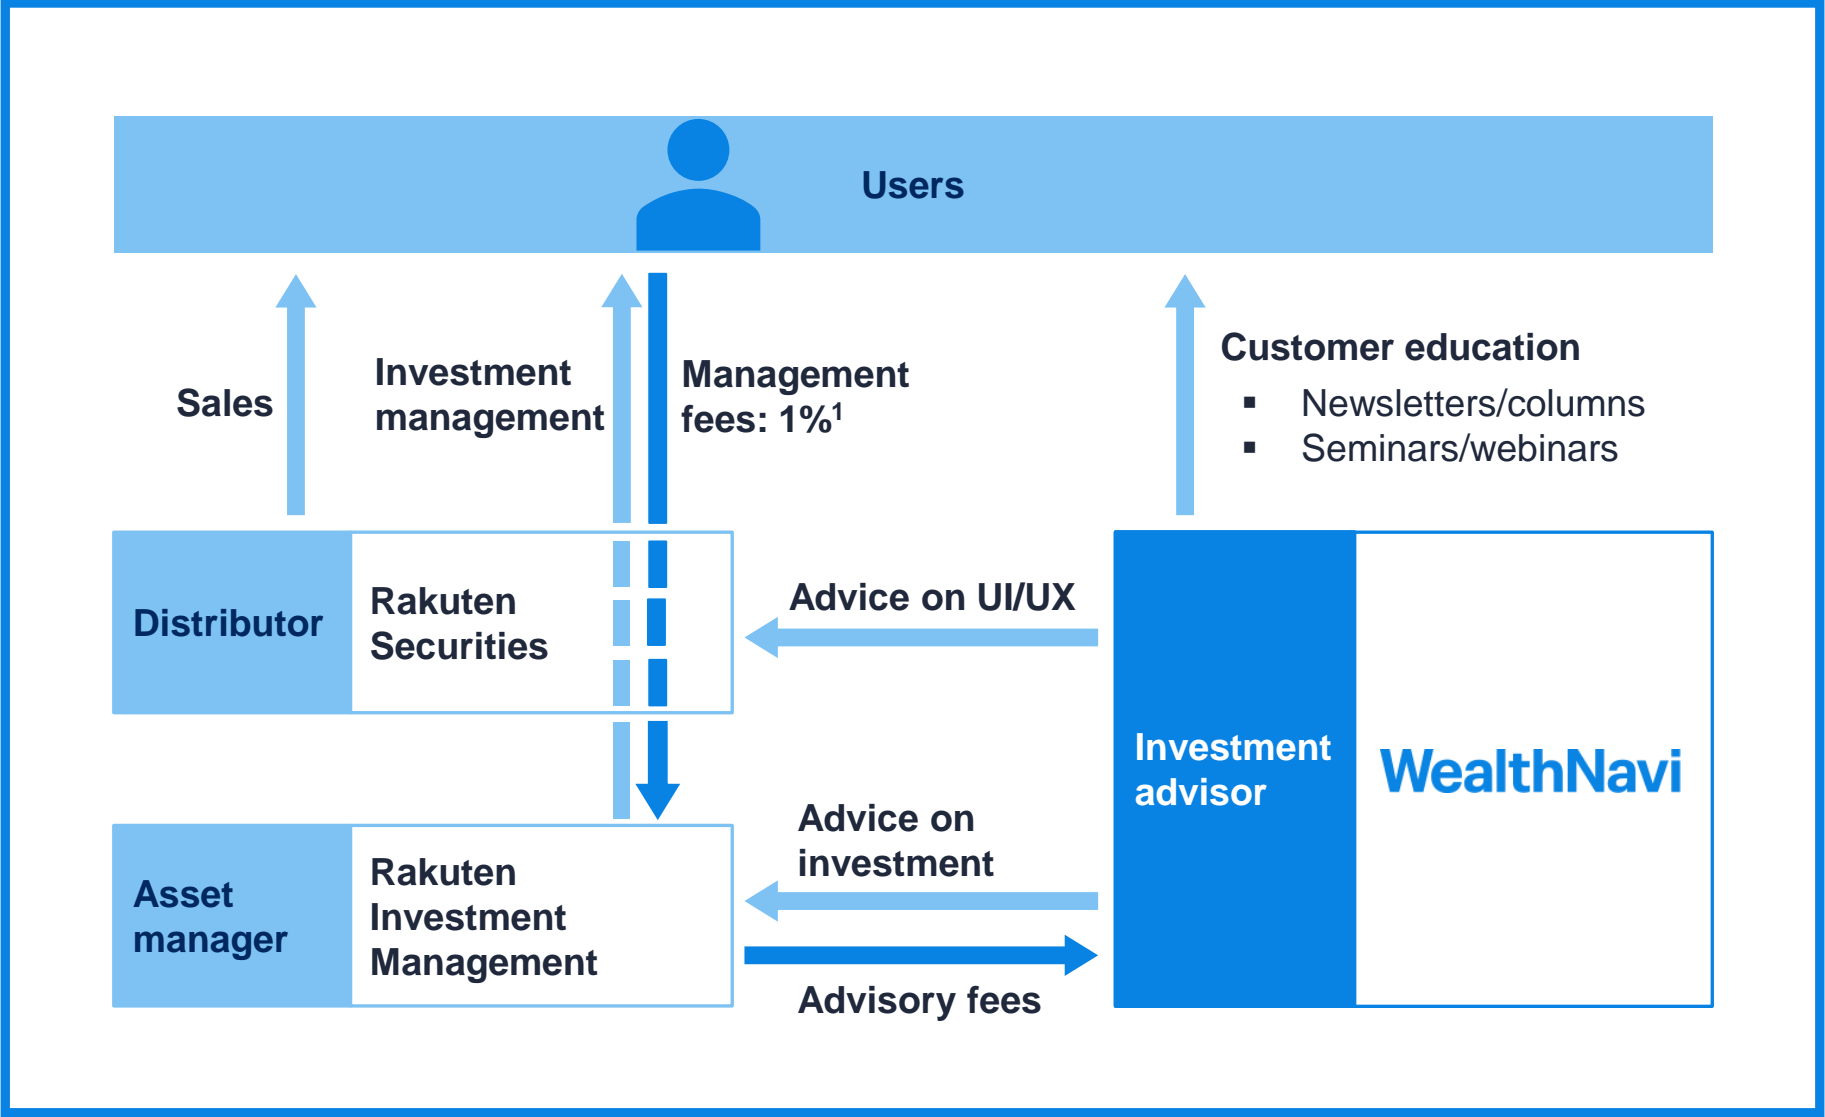 Users
Sales
Investment
management
Management
fees: 1%¹
Customer education
▪ Newsletters/columns
▪ Seminars/webinars
Distributor
Rakuten
Securities
Advice on UI/UX
Investment
advisor
WealthNavi
Asset
manager
Rakuten
Investment
Management
Advice on
investment
Advisory fees